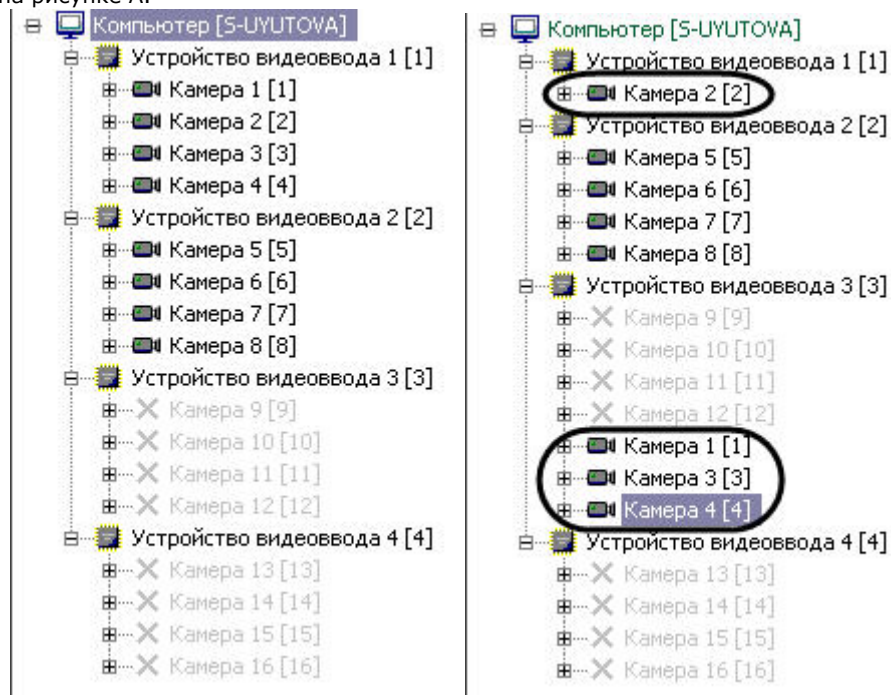 на рисунке А.
Компьютер [S-UYUTOVA]
Устройство видеоввода 1 [1]
Камера 1 [1]
Камера 2 [2]
Камера 3 [3]
Камера 4 [4]
Устройство видеоввода 2 [2]
Камера 5 [5]
Камера 6 [6]
Камера 7 [7]
Камера 8 [8]
Устройство видеоввода 3 [3]
Камера 9 [9]
Камера 10 [10]
Камера 11 [11]
Камера 12 [12]
Устройство видеоввода 4 [4]
Камера 13 [13]
Камера 14 [14]
Камера 15 [15]
Камера 16 [16]
Компьютер [S-UYUTOVA]
Устройство видеоввода 1 [1]
Камера 2 [2]
Устройство видеоввода 2 [2]
Камера 5 [5]
Камера 6 [6]
Камера 7 [7]
Камера 8 [8]
Устройство видеоввода 3 [3]
Камера 9 [9]
Камера 10 [10]
Камера 11 [11]
Камера 12 [12]
Камера 1 [1]
Камера 3 [3]
Камера 4 [4]
Устройство видеоввода 4 [4]
Камера 13 [13]
Камера 14 [14]
Камера 15 [15]
Камера 16 [16]